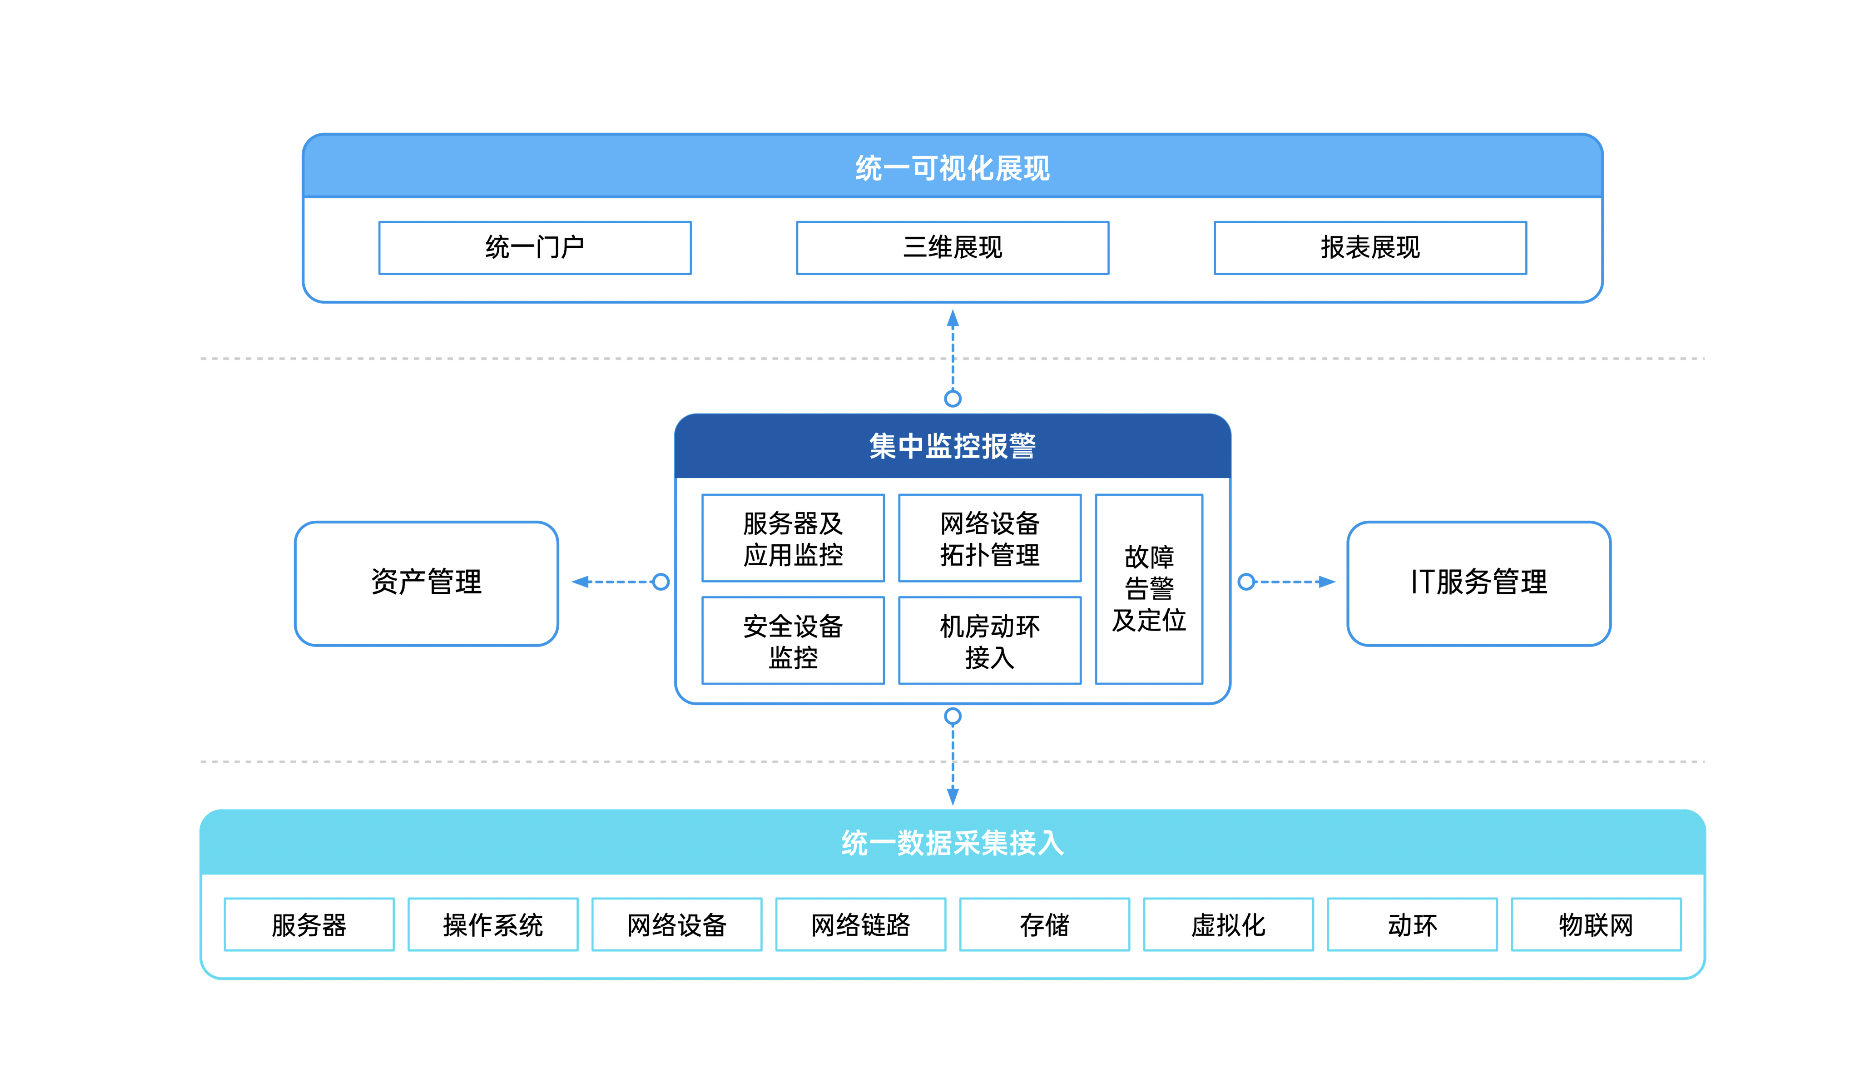 统一可视化展现
统一门户
三维展现
报表展现
集中监控报警
服务器及
应用监控
网络设备
拓扑管理
故障
告警
及定位
安全设备
监控
机房动环
接入
资产管理
IT服务管理
统一数据采集接入
服务器
操作系统
网络设备
网络链路
存储
虚拟化
动环
物联网